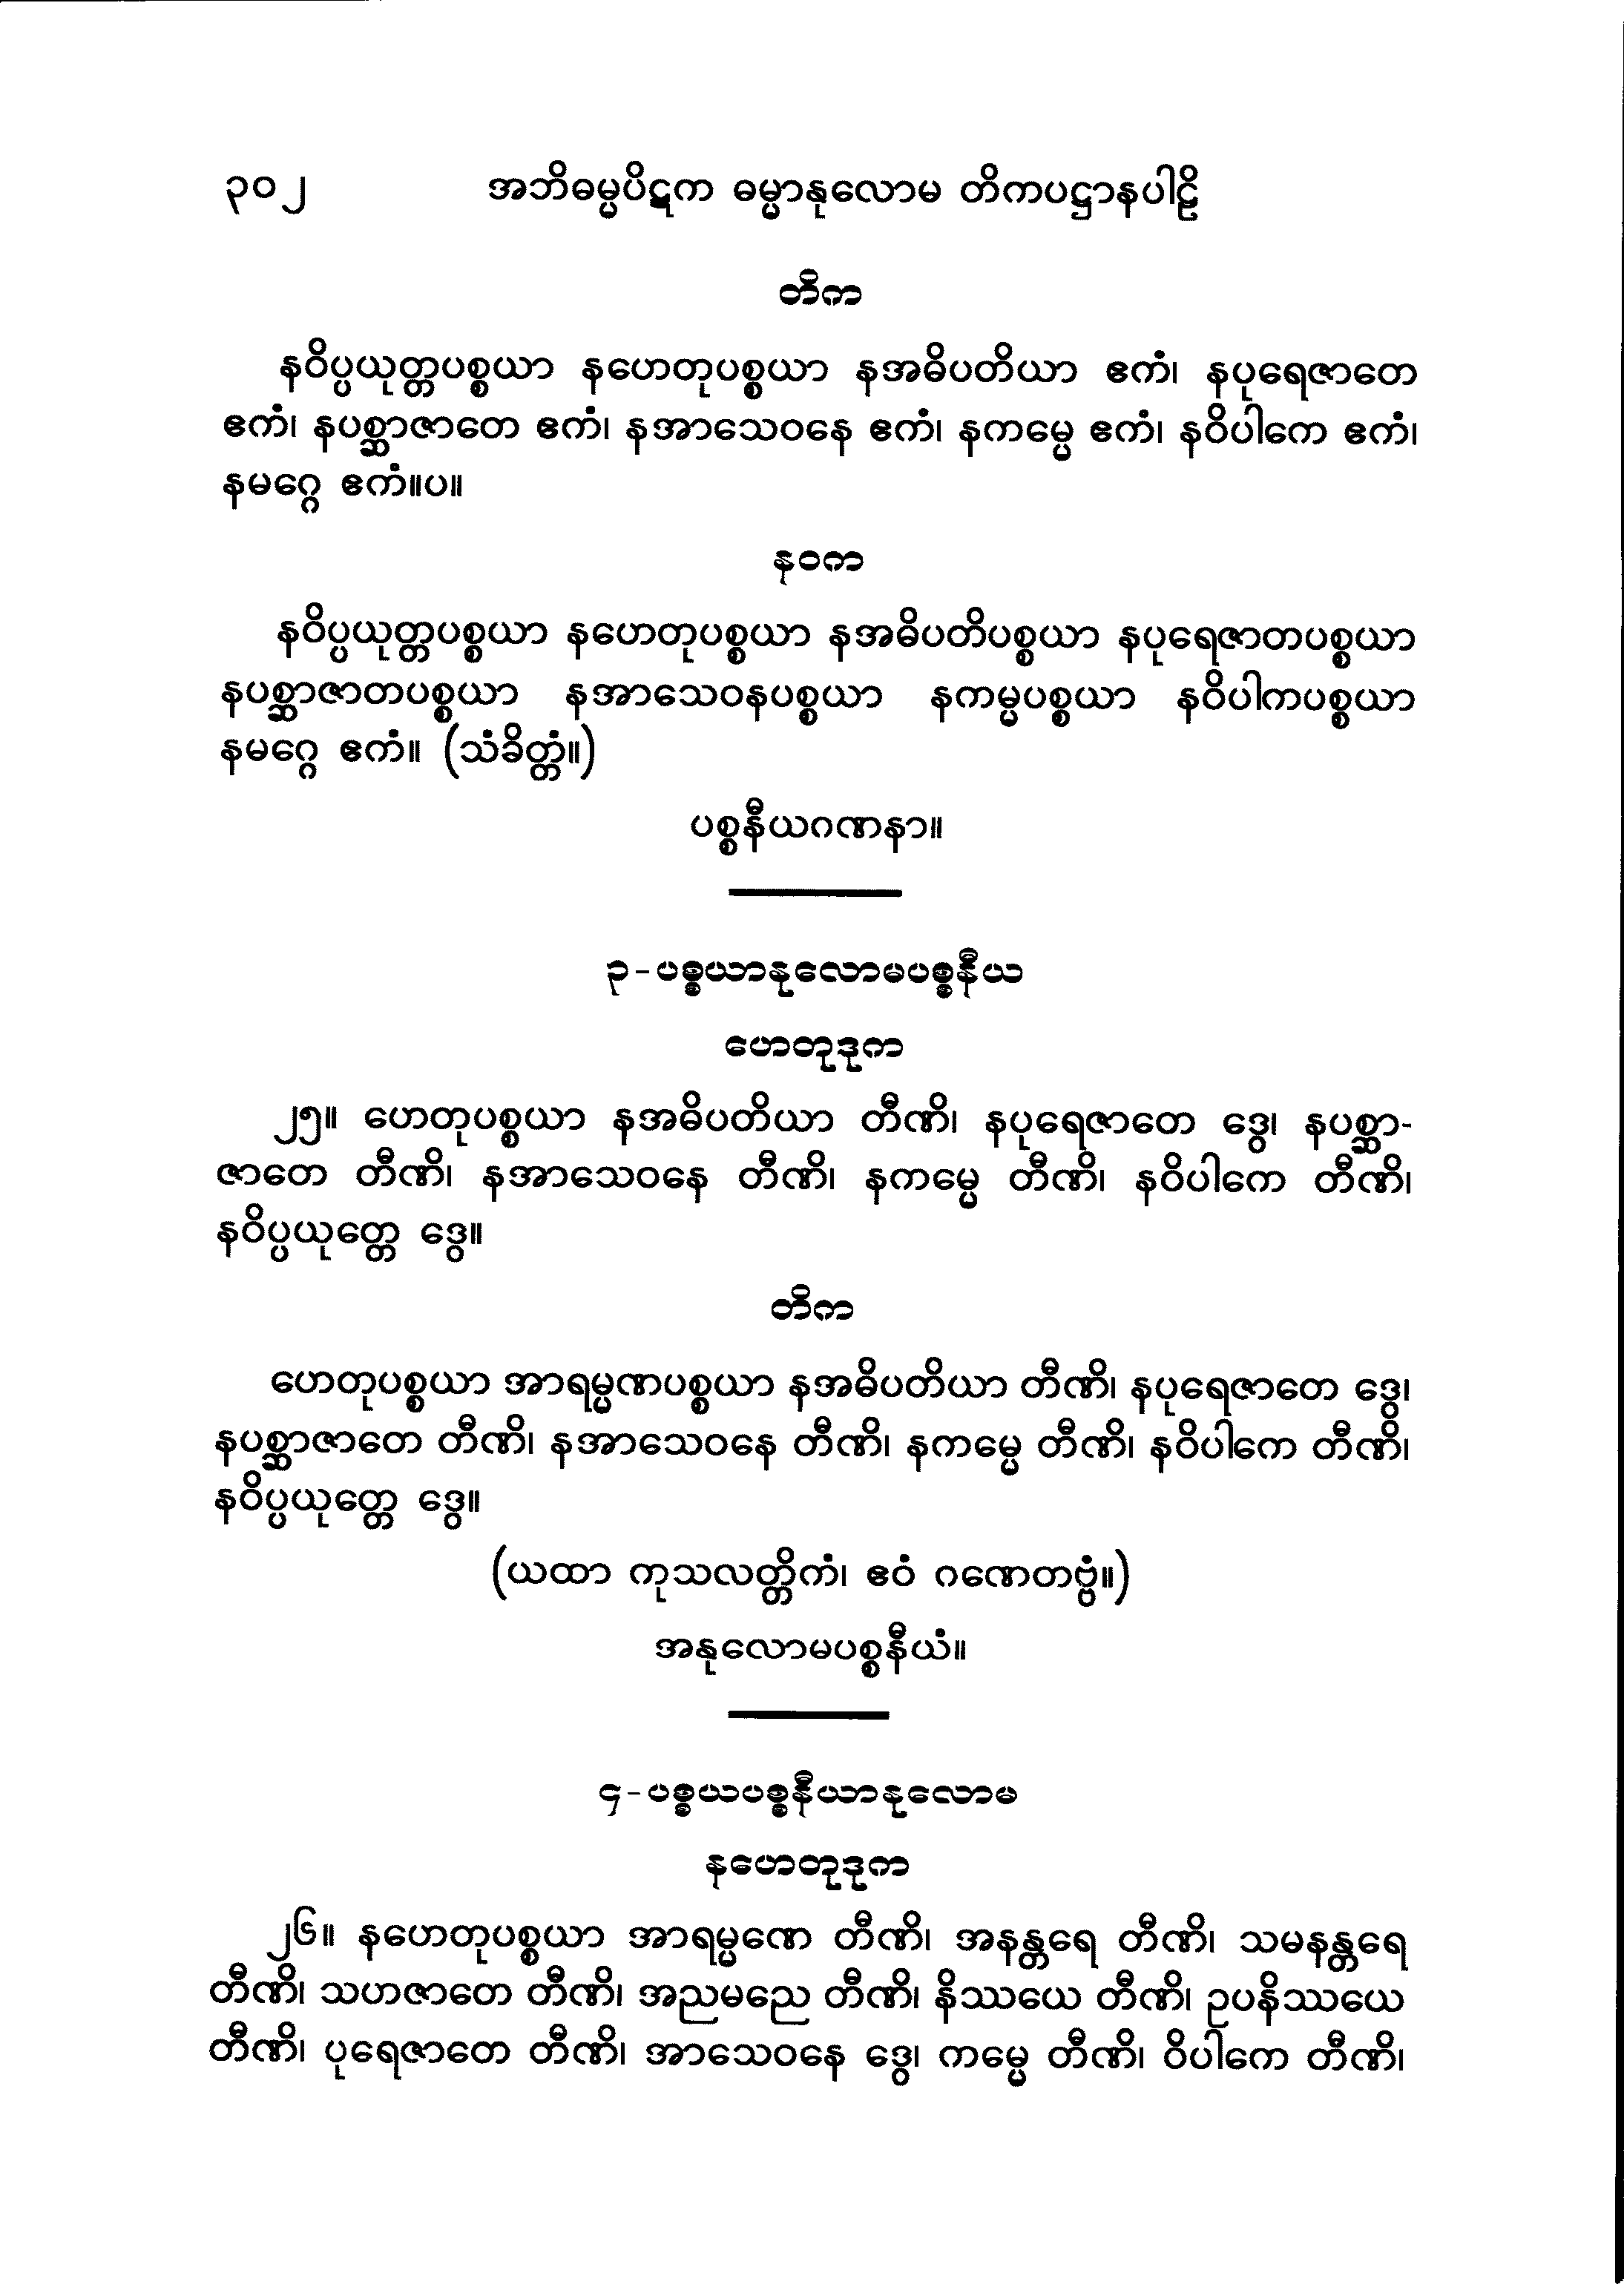 ၃၀၂ အဘိဓမ္မပိဋက ဓမ္မာနုလောမ တိကပဋ္ဌာနပါဠိ
တိက
နဝိပ္ပယုတ္တပစ္စယာ နဟေတုပစ္စယာ နအဓိပတိယာ ဧကံ၊ နပုရေဇာတေ
ဧကံ၊ နပစ္ဆာဇာတေ ဧကံ၊ နအာသေဝနေ ဧကံ၊ နကမ္မေ ဧကံ၊ နဝိပါကေ ဧကံ၊
နမဂ္ဂေ ဧကံ။ပ။
နဝက
နဝိပ္ပယုတ္တပစ္စယာ နဟေတုပစ္စယာ နအဓိပတိပစ္စယာ နပုရေဇာတပစ္စယာ
နပစ္ဆာဇာတပစ္စယာ နအာသေဝနပစ္စယာ နကမ္မပစ္စယာ နဝိပါကပစ္စယာ
နမဂ္ဂေ ဧကံ။ (သံခိတ္တံ။)
ပစ္စနီယဂဏနာ။
၃-ပစ္စယာနုလောမပစ္စနီယ
ဟေတုဒုက
၂၅။ ဟေတုပစ္စယာ နအဓိပတိယာ တီဏိ၊ နပုရေဇာတေ ဒွေ၊ နပစ္ဆာ-
ဇာတေ တီဏိ၊ နအာသေဝနေ တီဏိ၊ နကမ္မေ တီဏိ၊ နဝိပါကေ တီဏိ၊
နဝိပ္ပယုတ္တေ ဒွေ။
တိက
ဟေတုပစ္စယာ အာရမ္မဏပစ္စယာ နအဓိပတိယာ တီဏိ၊ နပုရေဇာတေ ဒွေ၊
နပစ္ဆာဇာတေ တီဏိ၊ နအာသေဝနေ တီဏိ၊ နကမ္မေ တီဏိ၊ နဝိပါကေ တီဏိ၊
နဝိပ္ပယုတ္တေ ဒွေ။
(ယထာ ကုသလတ္တိကံ၊ ဧဝံ ဂဏေတဗ္ဗံ။)
အနုလောမပစ္စနီယံ။
၄-ပစ္စယပစ္စနီယာနုလောမ
နဟေတုဒုက
၂၆။ နဟေတုပစ္စယာ အာရမ္မဏေ တီဏိ၊ အနန္တရေ တီဏိ၊ သမနန္တရေ
တီဏိ၊ သဟဇာတေ တီဏိ၊ အညမညေ တီဏိ၊ နိဿယေ တီဏိ၊ ဥပနိဿယေ
တီဏိ၊ ပုရေဇာတေ တီဏိ၊ အာသေဝနေ ဒွေ၊ ကမ္မေ တီဏိ၊ ဝိပါကေ တီဏိ၊